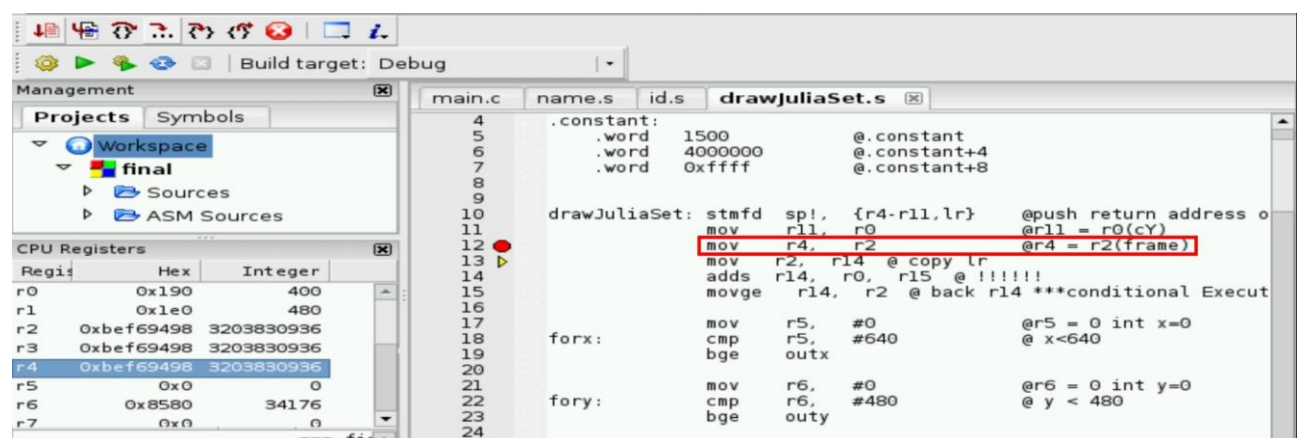 Build target: Debug
Management
Projects Symbols
Workspace
final
Sources
ASM Sources
CPU Registers
Regis Hex Integer
r0 0x190 400
r1 0x1e0 480
r2 0xbef69498 3203830936
r3 0xbef69498 3203830936
r4 0xbef69498 3203830936
r5 0x0 0
r6 0x8580 34176
r7 0x0 0
main.c name.s id.s drawJuliaSet.s
4 .constant:
5 .word 1500 @.constant
6 .word 4000000 @.constant+4
7 .word 0xffff @.constant+8
8
9
10 drawJuliaSet: stmfd sp!, {r4-r11,lr} @push return address o
11 mov r11, r0 @r11 = r0(cY)
12 mov r4, r2 @r4 = r2(frame)
13 mov r2, r14 @ copy lr
14 adds r14, r0, r15 @ !!!!!!
15 movge r14, r2 @ back r14 ***conditional Execut
16
17 mov r5, #0 @r5 = 0 int x=0
18 forx: cmp r5, #640 @ x<640
19 bge outx
20
21 mov r6, #0 @r6 = 0 int y=0
22 fory: cmp r6, #480 @ y < 480
23 bge outy
24